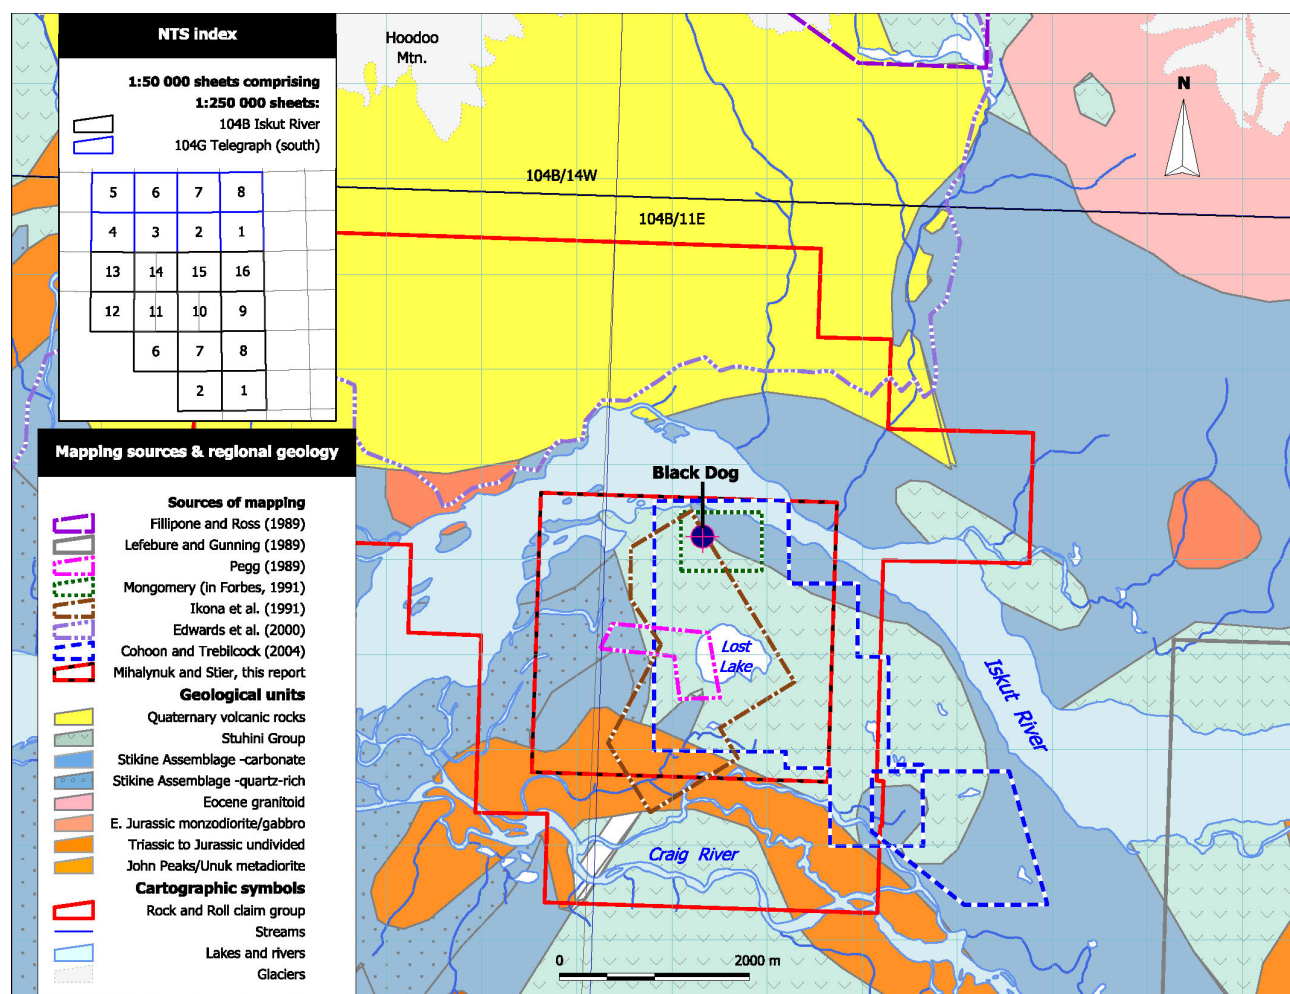 NTS index
1:50 000 sheets comprising
1:250 000 sheets:
104B Iskut River
104G Telegraph (south)
5 6 7 8
4 3 2 1
13 14 15 16
12 11 10 9
6 7 8
2 1
Hoodoo
Mtn.
N
104B/14W
104B/11E
Mapping sources & regional geology
Sources of mapping
Fillipone and Ross (1989)
Lefebure and Gunning (1989)
Pegg (1989)
Mongomery (in Forbes, 1991)
Ikona et al. (1991)
Edwards et al. (2000)
Cohoon and Trebilcock (2004)
Mihalynuk and Stier, this report
Geological units
Quaternary volcanic rocks
Stuhini Group
Stikine Assemblage -carbonate
Stikine Assemblage -quartz-rich
Eocene granitoid
E. Jurassic monzodiorite/gabbro
Triassic to Jurassic undivided
John Peaks/Unuk metadiorite
Cartographic symbols
Rock and Roll claim group
Streams
Lakes and rivers
Glaciers
Black Dog
Lost
Lake
Iskut River
Craig River
0 2000 m